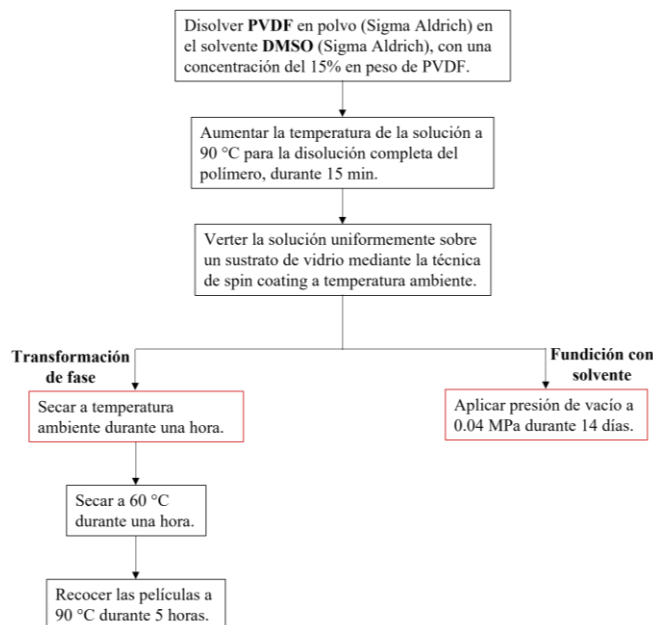 Disolver PVDF en polvo (Sigma Aldrich) en
el solvente DMSO (Sigma Aldrich), con una
concentración del 15% en peso de PVDF.
Aumentar la temperatura de la solución a
90 °C para la disolución completa del
polímero, durante 15 min.
Verter la solución uniformemente sobre
un sustrato de vidrio mediante la técnica
de spin coating a temperatura ambiente.
Transformación
de fase
Secar a temperatura
ambiente durante una hora.
Secar a 60 °C
durante una hora.
Recocer las películas a
90 °C durante 5 horas.
Fundición con
solvente
Aplicar presión de vacío a
0.04 MPa durante 14 días.